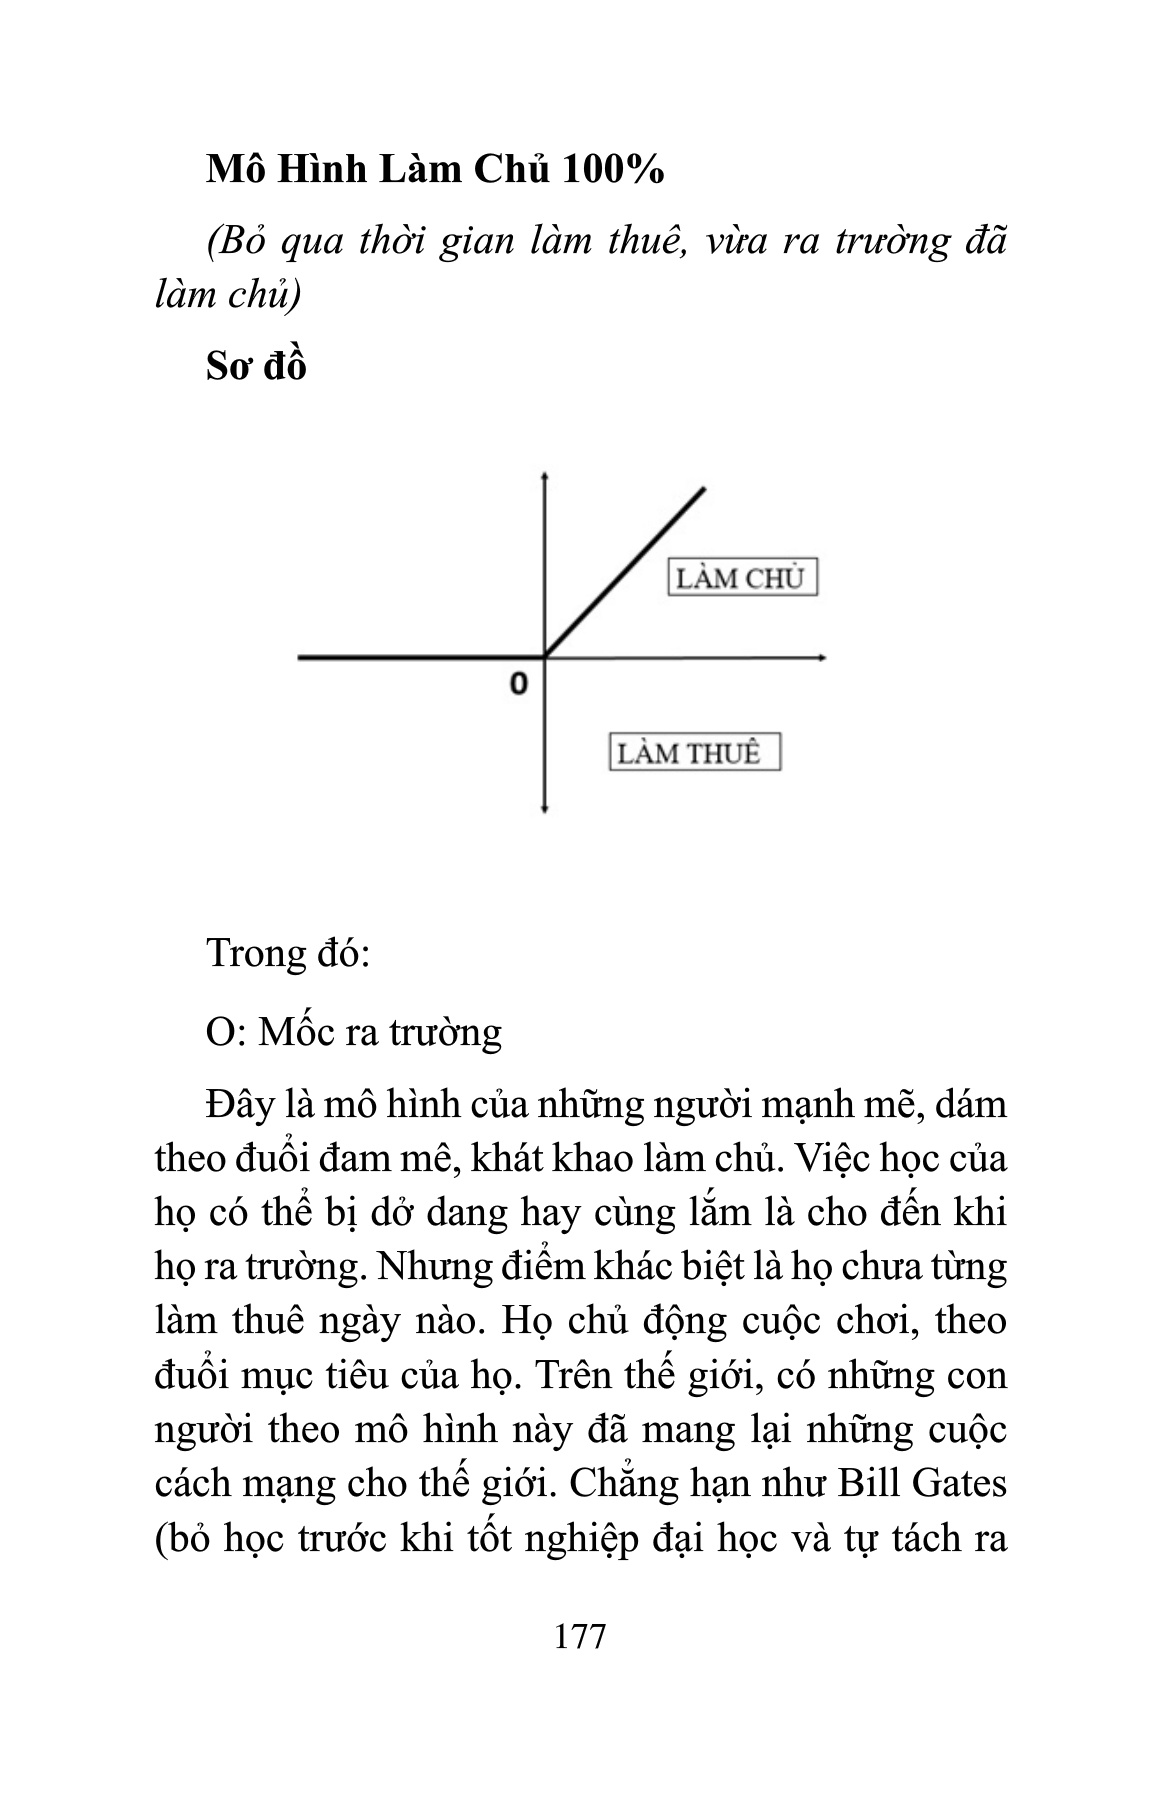 Mô Hình Làm Chủ 100%
(Bỏ qua thời gian làm thuê, vừa ra trường đã
làm chủ)
Sơ đồ
LÀM CHỦ
0
LÀM THUÊ
Trong đó:
O: Mốc ra trường
Đây là mô hình của những người mạnh mẽ, dám
theo đuổi đam mê, khát khao làm chủ. Việc học của
họ có thể bị dở dang hay cùng lắm là cho đến khi
họ ra trường. Nhưng điểm khác biệt là họ chưa từng
làm thuê ngày nào. Họ chủ động cuộc chơi, theo
đuổi mục tiêu của họ. Trên thế giới, có những con
người theo mô hình này đã mang lại những cuộc
cách mạng cho thế giới. Chẳng hạn như Bill Gates
(bỏ học trước khi tốt nghiệp đại học và tự tách ra
177